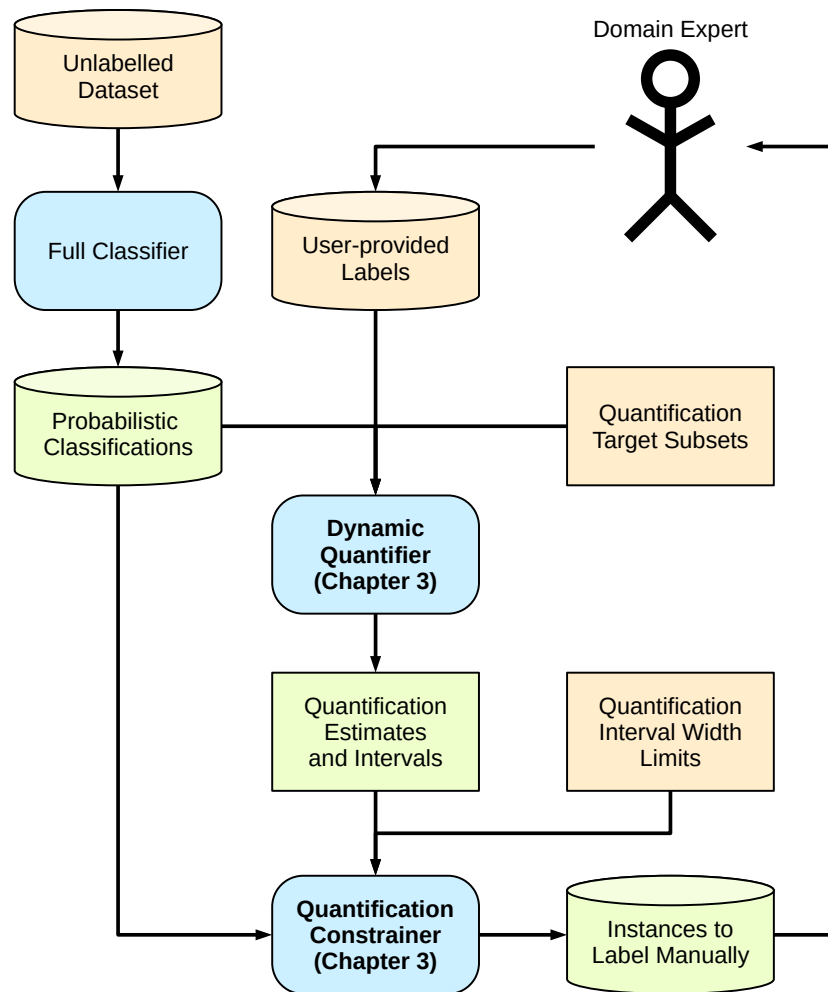 Domain Expert
Unlabelled
Dataset
Full Classifier
User-provided
Labels
Probabilistic
Classifications
Quantification
Target Subsets
Dynamic
Quantifier
(Chapter 3)
Quantification
Estimates
and Intervals
Quantification
Interval Width
Limits
Quantification
Constrainer
(Chapter 3)
Instances to
Label Manually